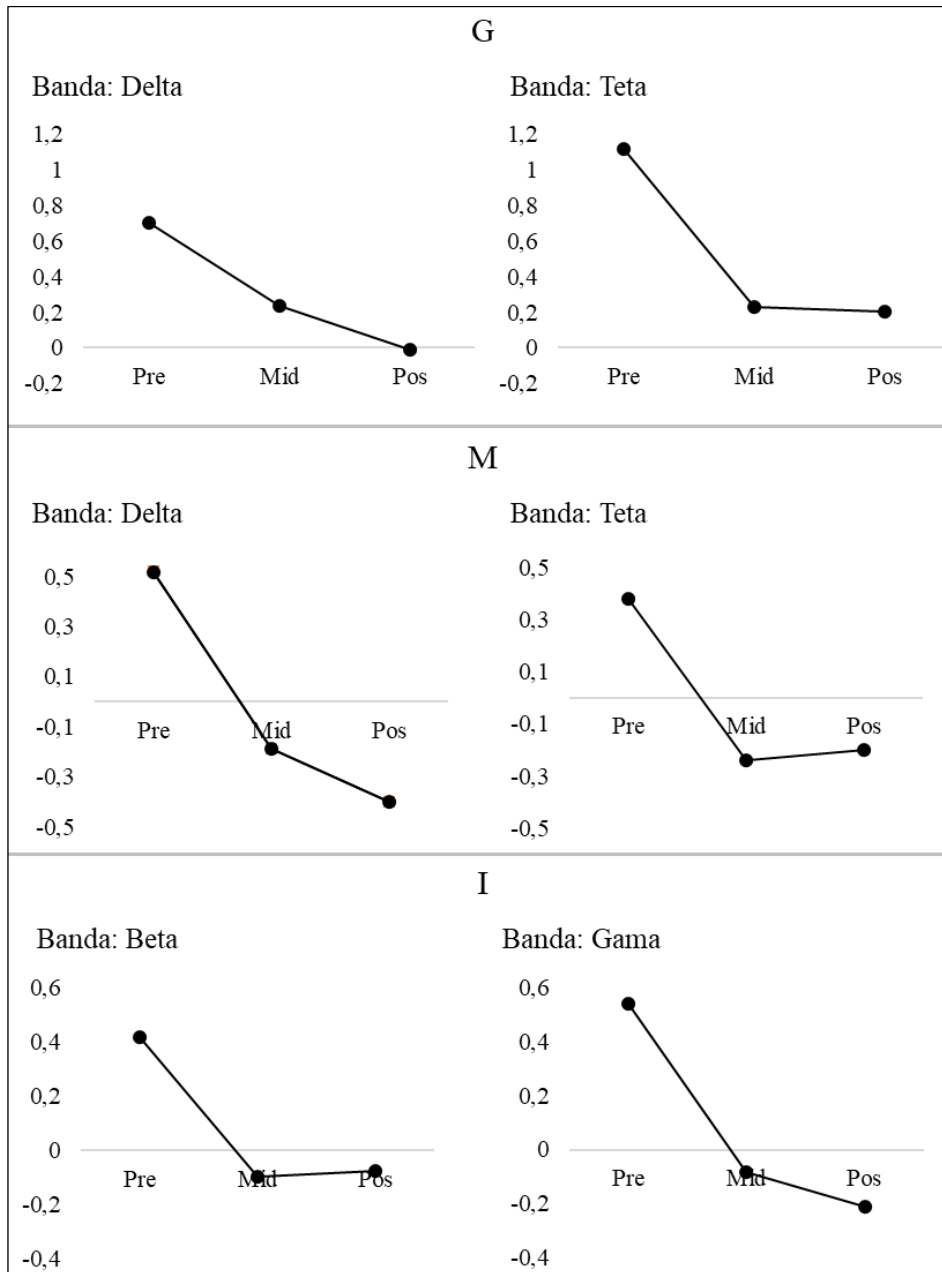 G
Banda: Delta
1,2
1
0,8
0,6
0,4
0,2
0
-0,2
Pre Mid Pos
Banda: Teta
1,2
1
0,8
0,6
0,4
0,2
0
-0,2
Pre Mid Pos
M
Banda: Delta
0,5
0,3
0,1
-0,1
-0,3
-0,5
Pre Mid Pos
Banda: Teta
0,5
0,3
0,1
-0,1
-0,3
-0,5
Pre Mid Pos
I
Banda: Beta
0,6
0,4
0,2
0
-0,2
-0,4
Pre Mid Pos
Banda: Gama
0,6
0,4
0,2
0
-0,2
-0,4
Pre Mid Pos